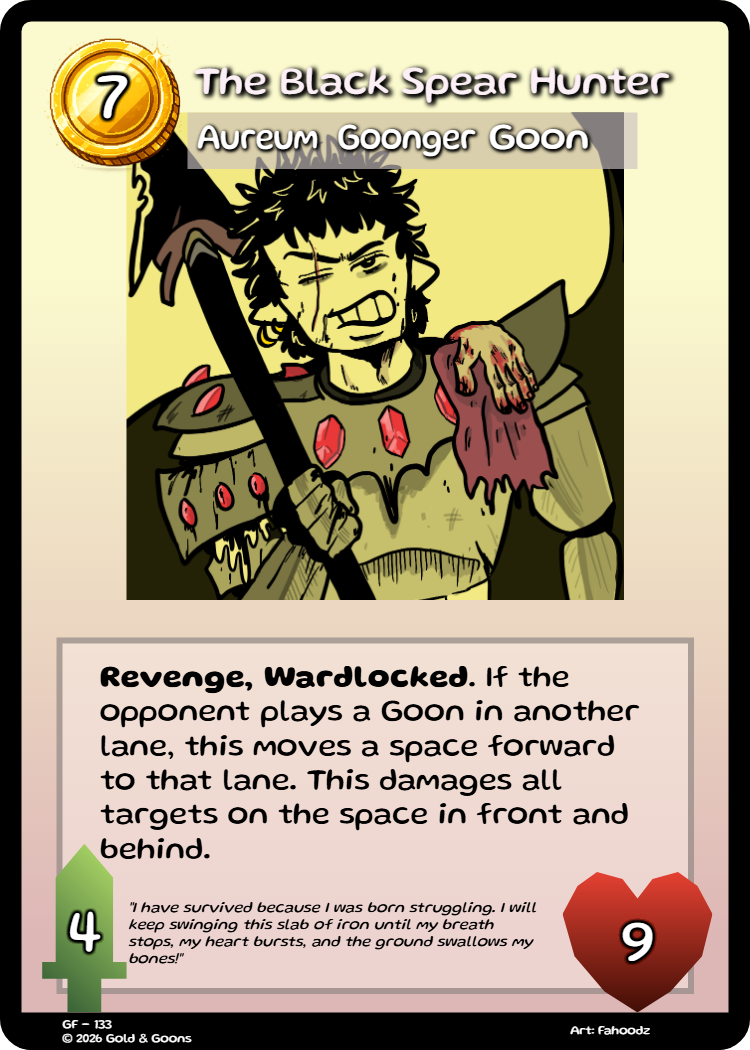 7
The Black Spear Hunter
Aureum Goonger Goon
Revenge, Wardlocked. If the
opponent plays a Goon in another
lane, this moves a space forward
to that lane. This damages all
targets on the space in front and
behind.
4
"I have survived because I was born struggling. I will
keep swinging this slab of iron until my breath
stops, my heart bursts, and the ground swallows my
bones!"
9
GF - 133
© 2026 Gold & Goons
Art: Fahoodz